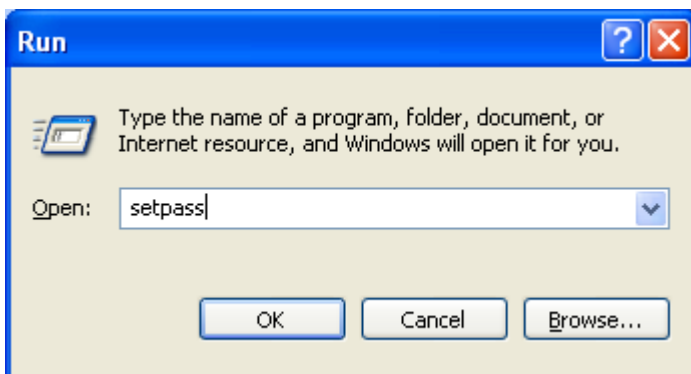 Run
Type the name of a program, folder, document, or
Internet resource, and Windows will open it for you.
Open: setpass
OK Cancel Browse...